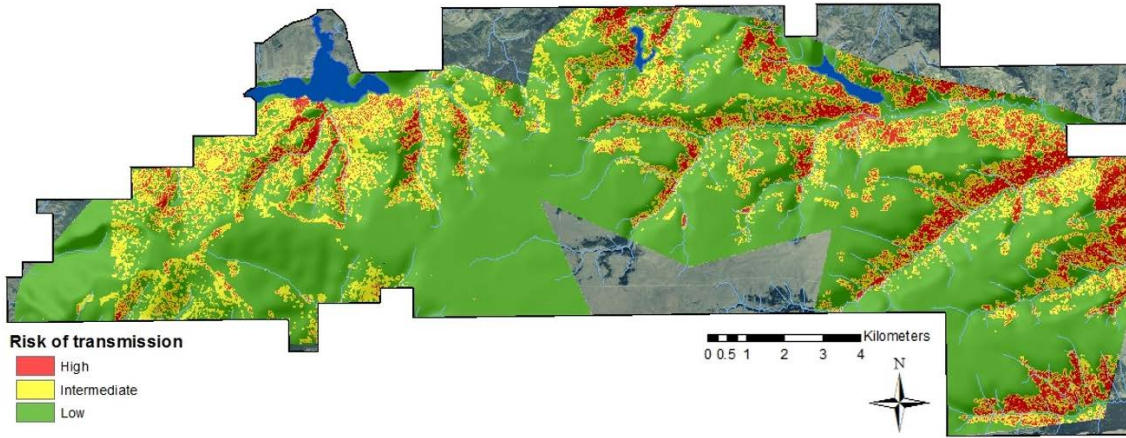 Risk of transmission
High
Intermediate
Low
Kilometers
0 0.5 1 2 3 4
N